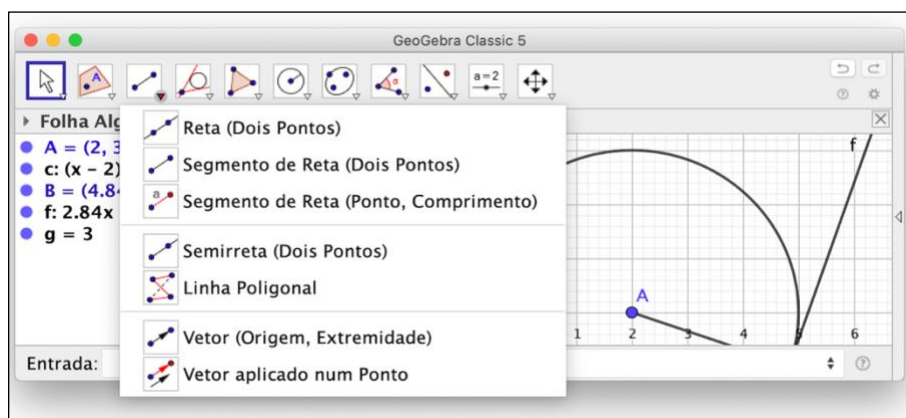 GeoGebra Classic 5
A
α
a=2
Folha Alg
A = (2, 3
c: (x – 2)
B = (4.84
f: 2.84x
g = 3
Reta (Dois Pontos)
Segmento de Reta (Dois Pontos)
a
Segmento de Reta (Ponto, Comprimento)
Semirreta (Dois Pontos)
Linha Poligonal
Vetor (Origem, Extremidade)
Vetor aplicado num Ponto
f
A
1 2 3 4 5 6
Entrada: